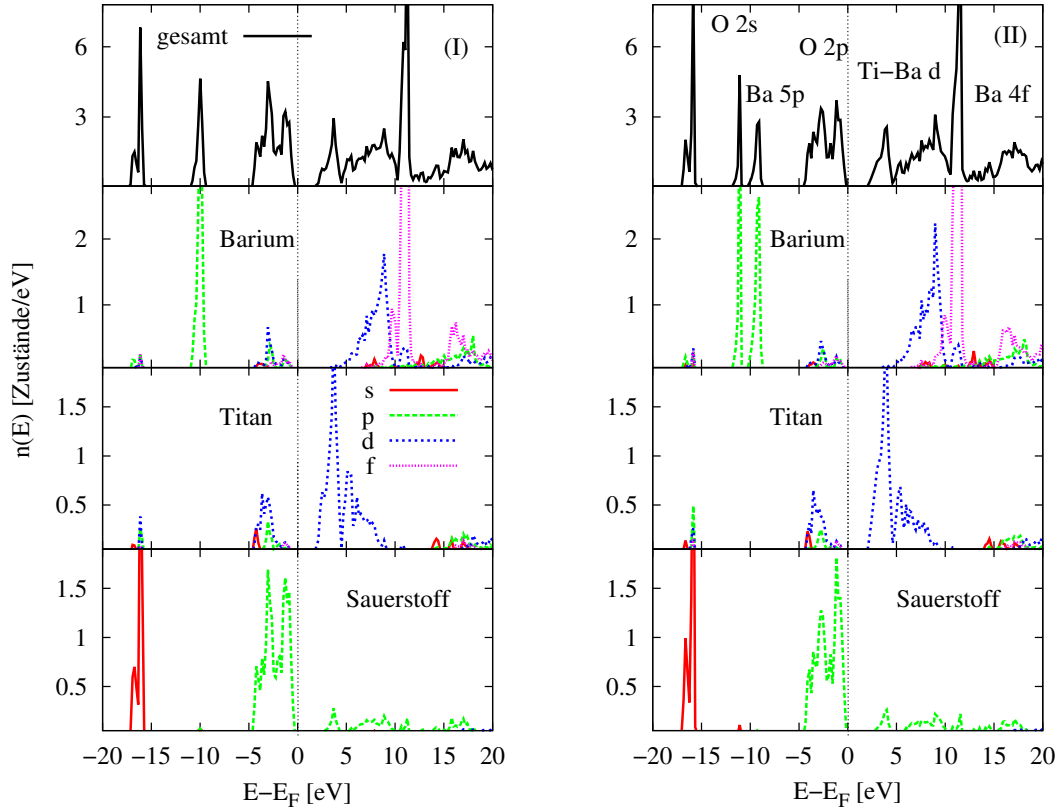 gesamt
(I)
6
3
Barium
2
1
n(E) [Zustände/eV]
Titan
s
p
d
f
1.5
1
0.5
Sauerstoff
1.5
1
0.5
−20 −15 −10 −5 0 5 10 15 20
E−E_F [eV]
O 2s
(II)
O 2p
6
Ti−Ba d
Ba 5p
Ba 4f
3
Barium
2
1
Titan
1.5
1
0.5
Sauerstoff
1.5
1
0.5
−20 −15 −10 −5 0 5 10 15 20
E−E_F [eV]